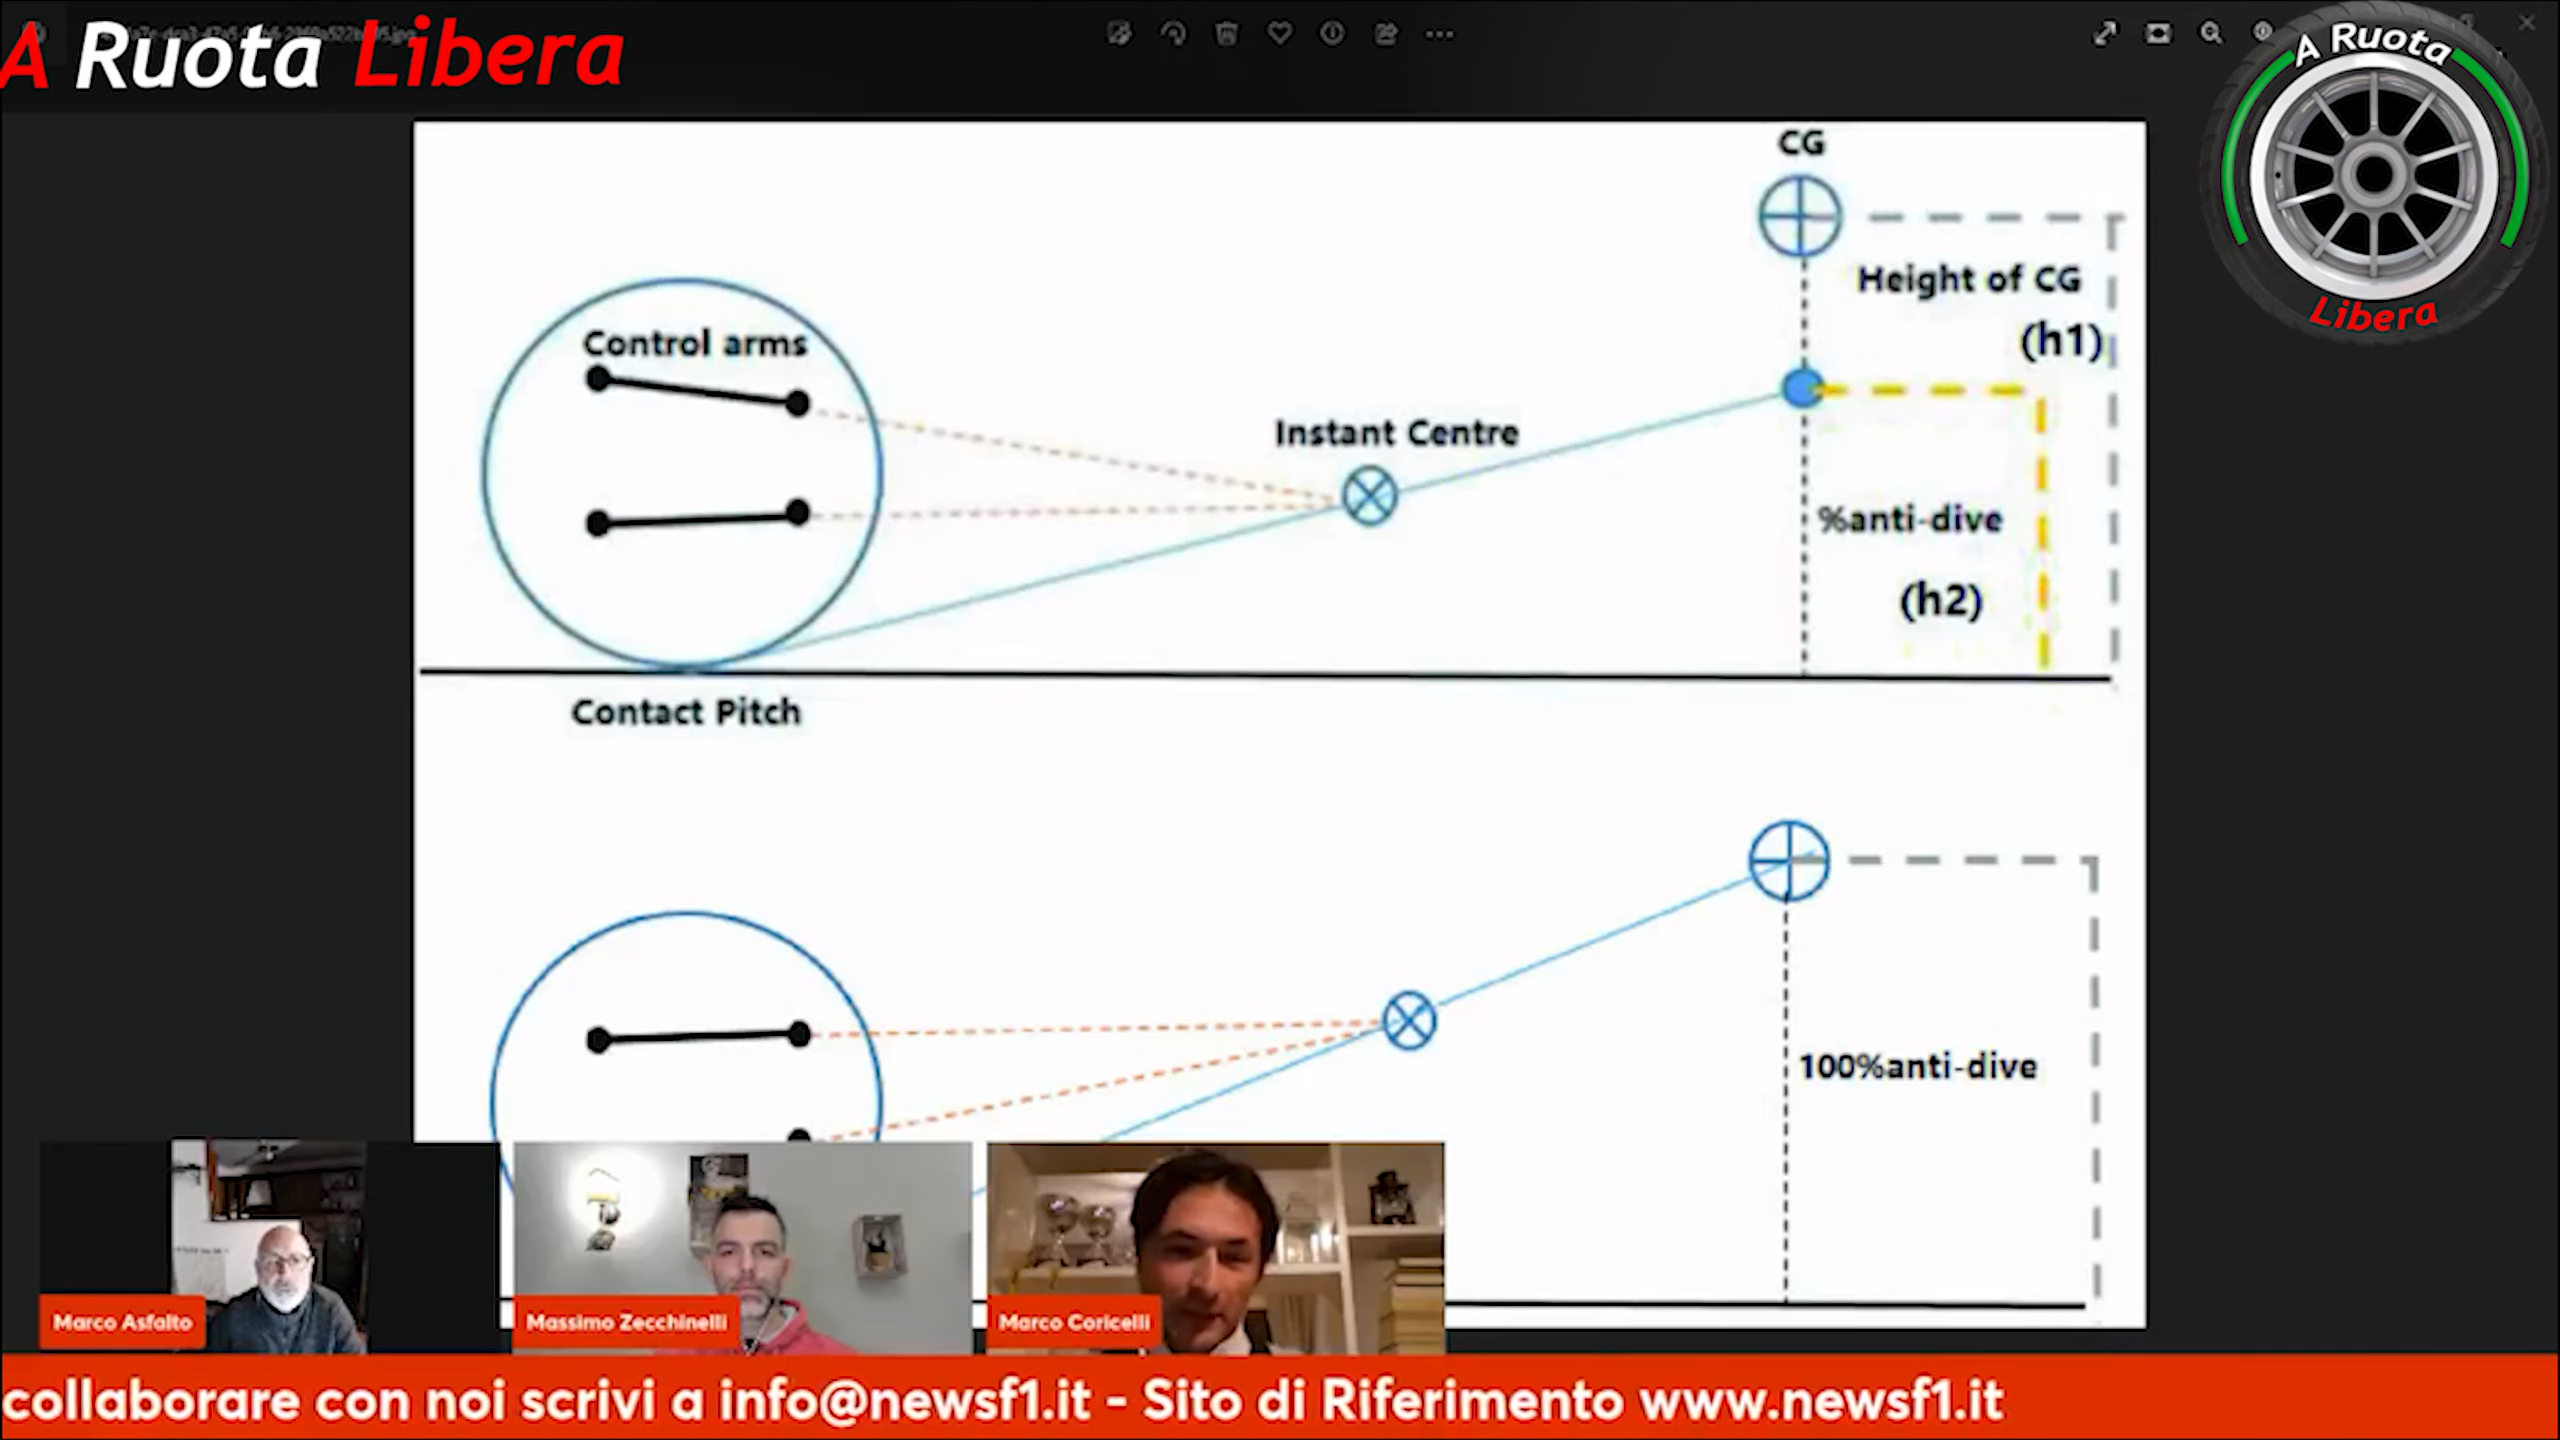 A Ruota Libera
A Ruota
Libera
CG
Height of CG
(h1)
Control arms
Instant Centre
%anti-dive
(h2)
Contact Pitch
100%anti-dive
Marco Asfalto
Massimo Zecchinelli
Marco Coricelli
collaborare con noi scrivi a info@newsf1.it - Sito di Riferimento www.newsf1.it